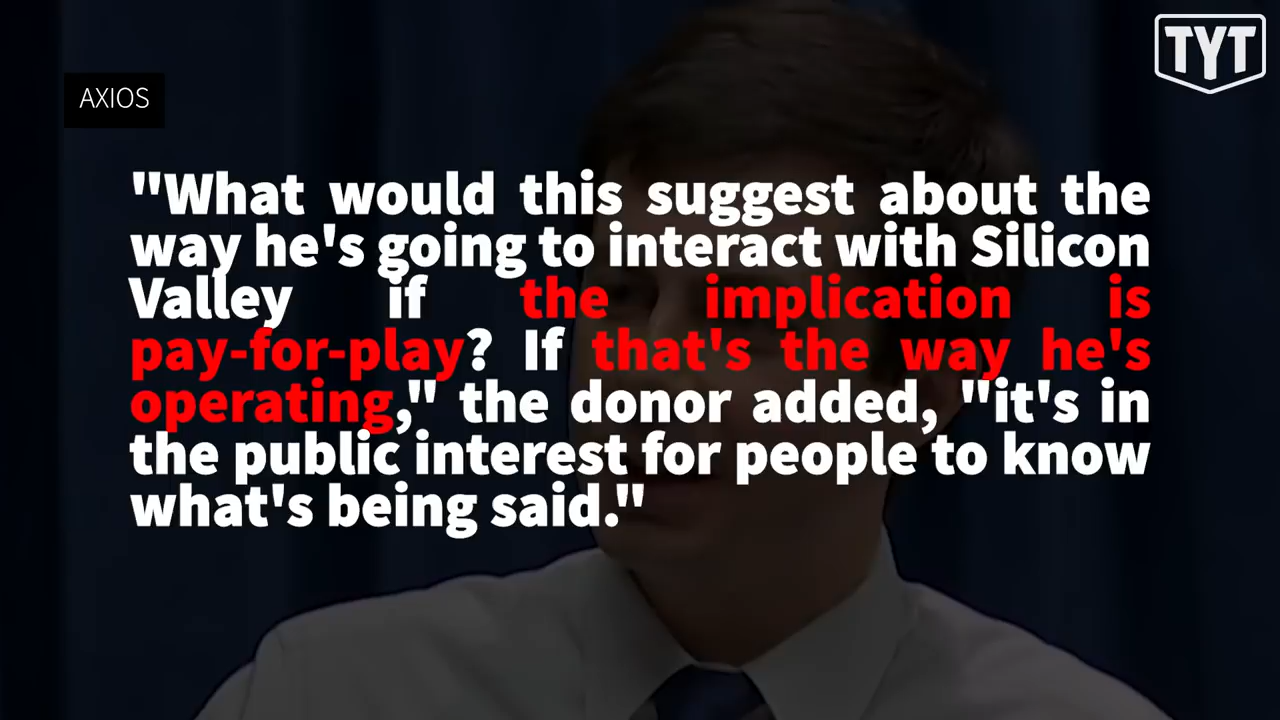 TYT
AXIOS
"What would this suggest about the
way he's going to interact with Silicon
Valley if the implication is
pay-for-play? If that's the way he's
operating," the donor added, "it's in
the public interest for people to know
what's being said."